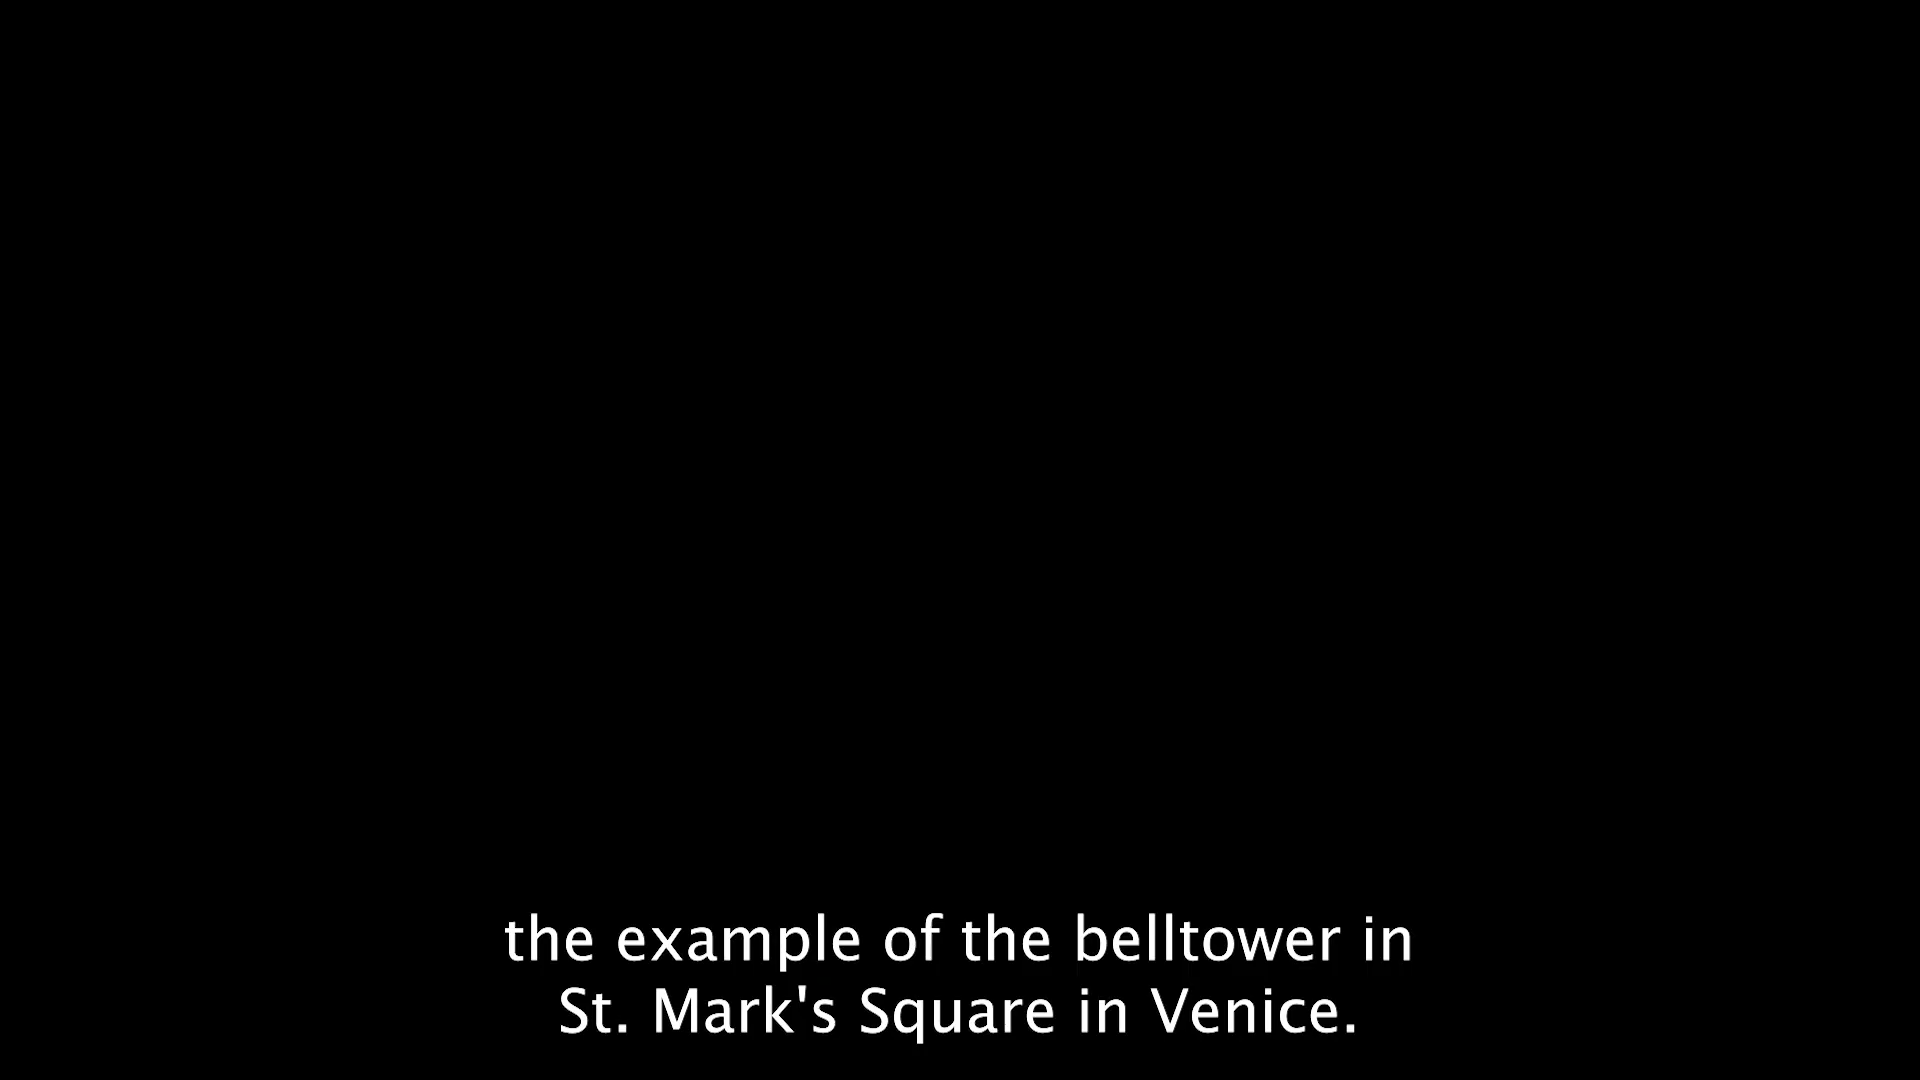 the example of the belltower in
St. Mark's Square in Venice.